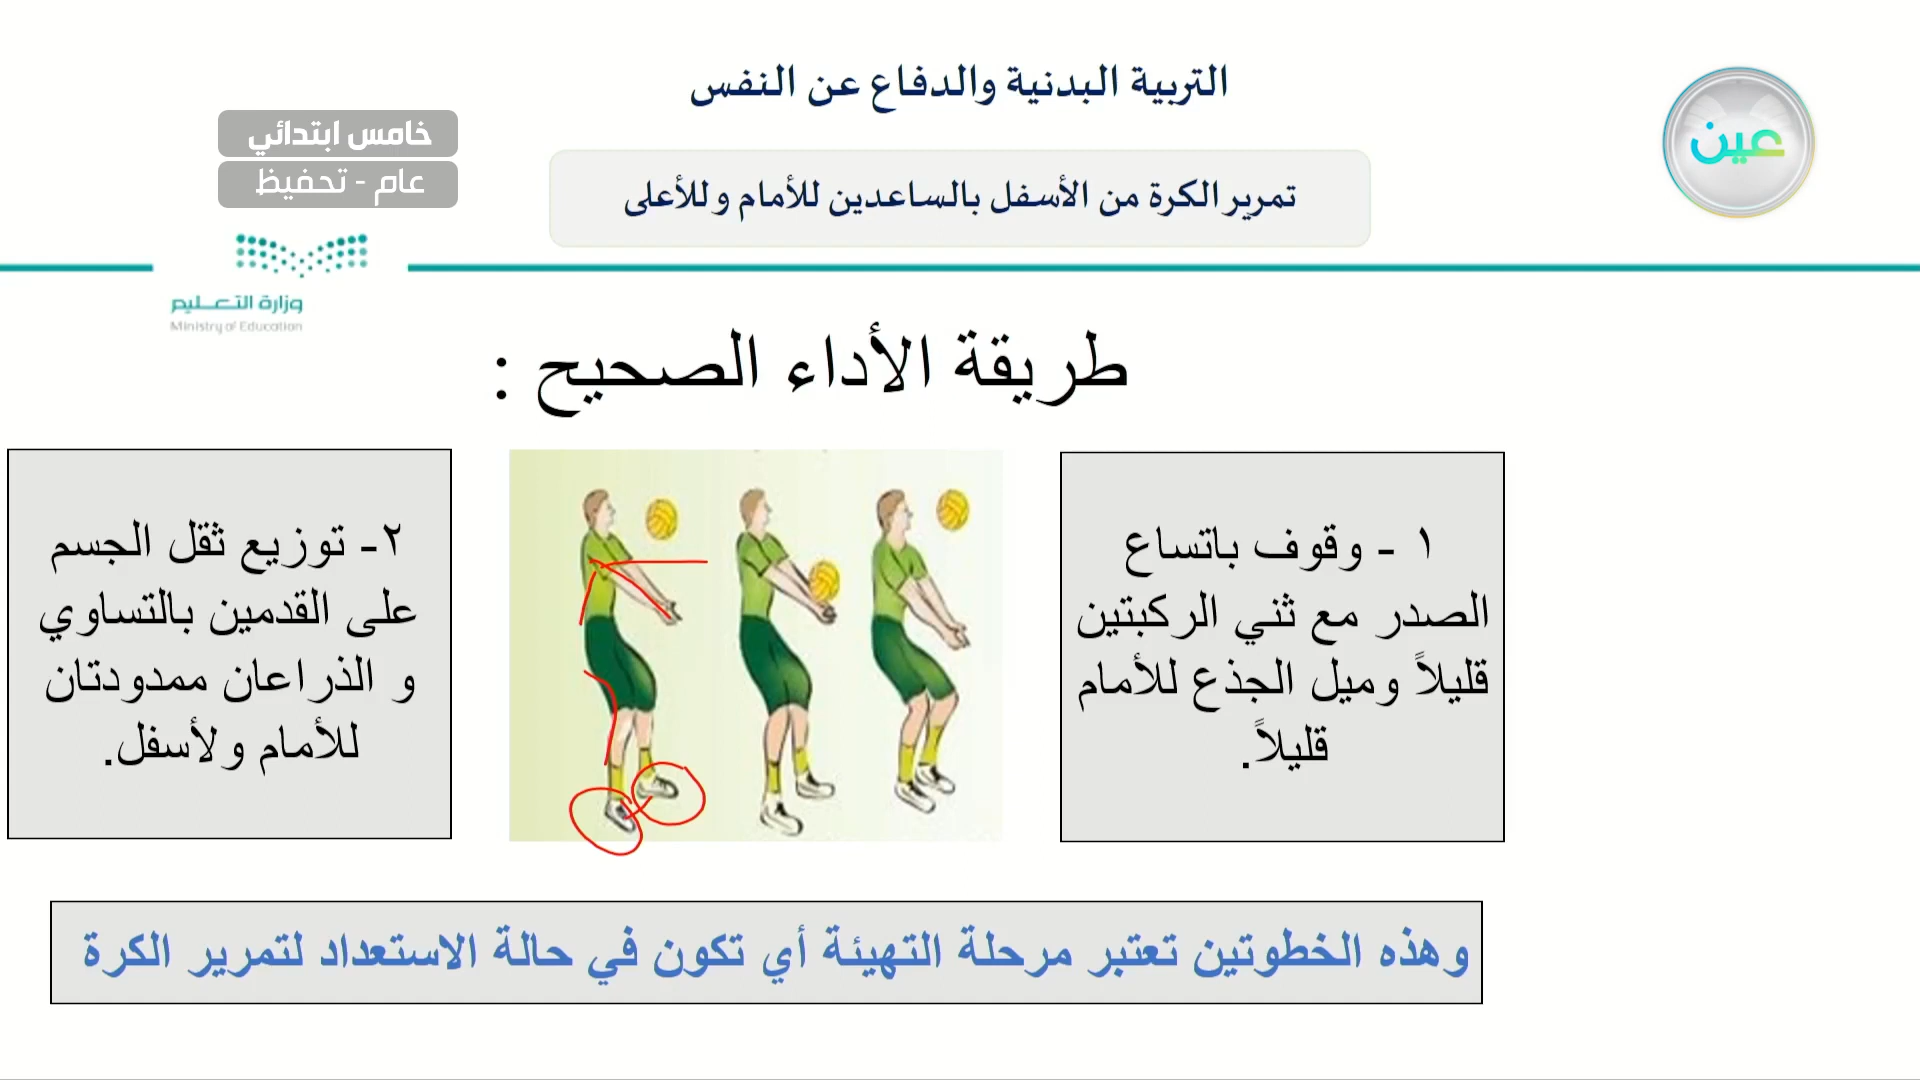 التربية البدنية والدفاع عن النفس
عين
خامس ابتدائي
عام - تحفيظ
تمرير الكرة من الأسفل بالساعدين للأمام وللأعلى
وزارة التعليم
Ministry of Education
طريقة الأداء الصحيح :
١ - وقوف باتساع
الصدر مع ثني الركبتين
قليلاً وميل الجذع للأمام
قليلاً.
٢- توزيع ثقل الجسم
على القدمين بالتساوي
و الذراعان ممدودتان
للأمام ولأسفل.
وهذه الخطوتين تعتبر مرحلة التهيئة أي تكون في حالة الاستعداد لتمرير الكرة